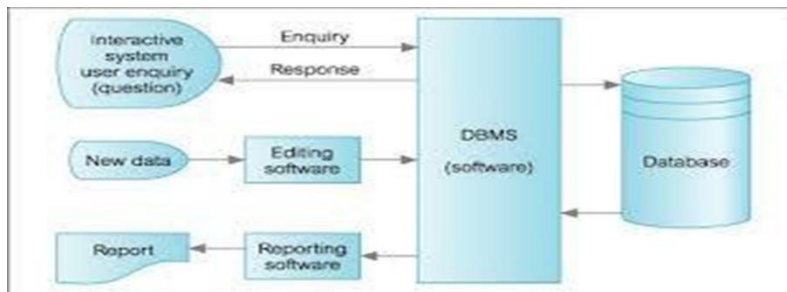 Interactive
system
user enquiry
(question)
Enquiry
Response
New data
Editing
software
Report
Reporting
software
DBMS
(software)
Database